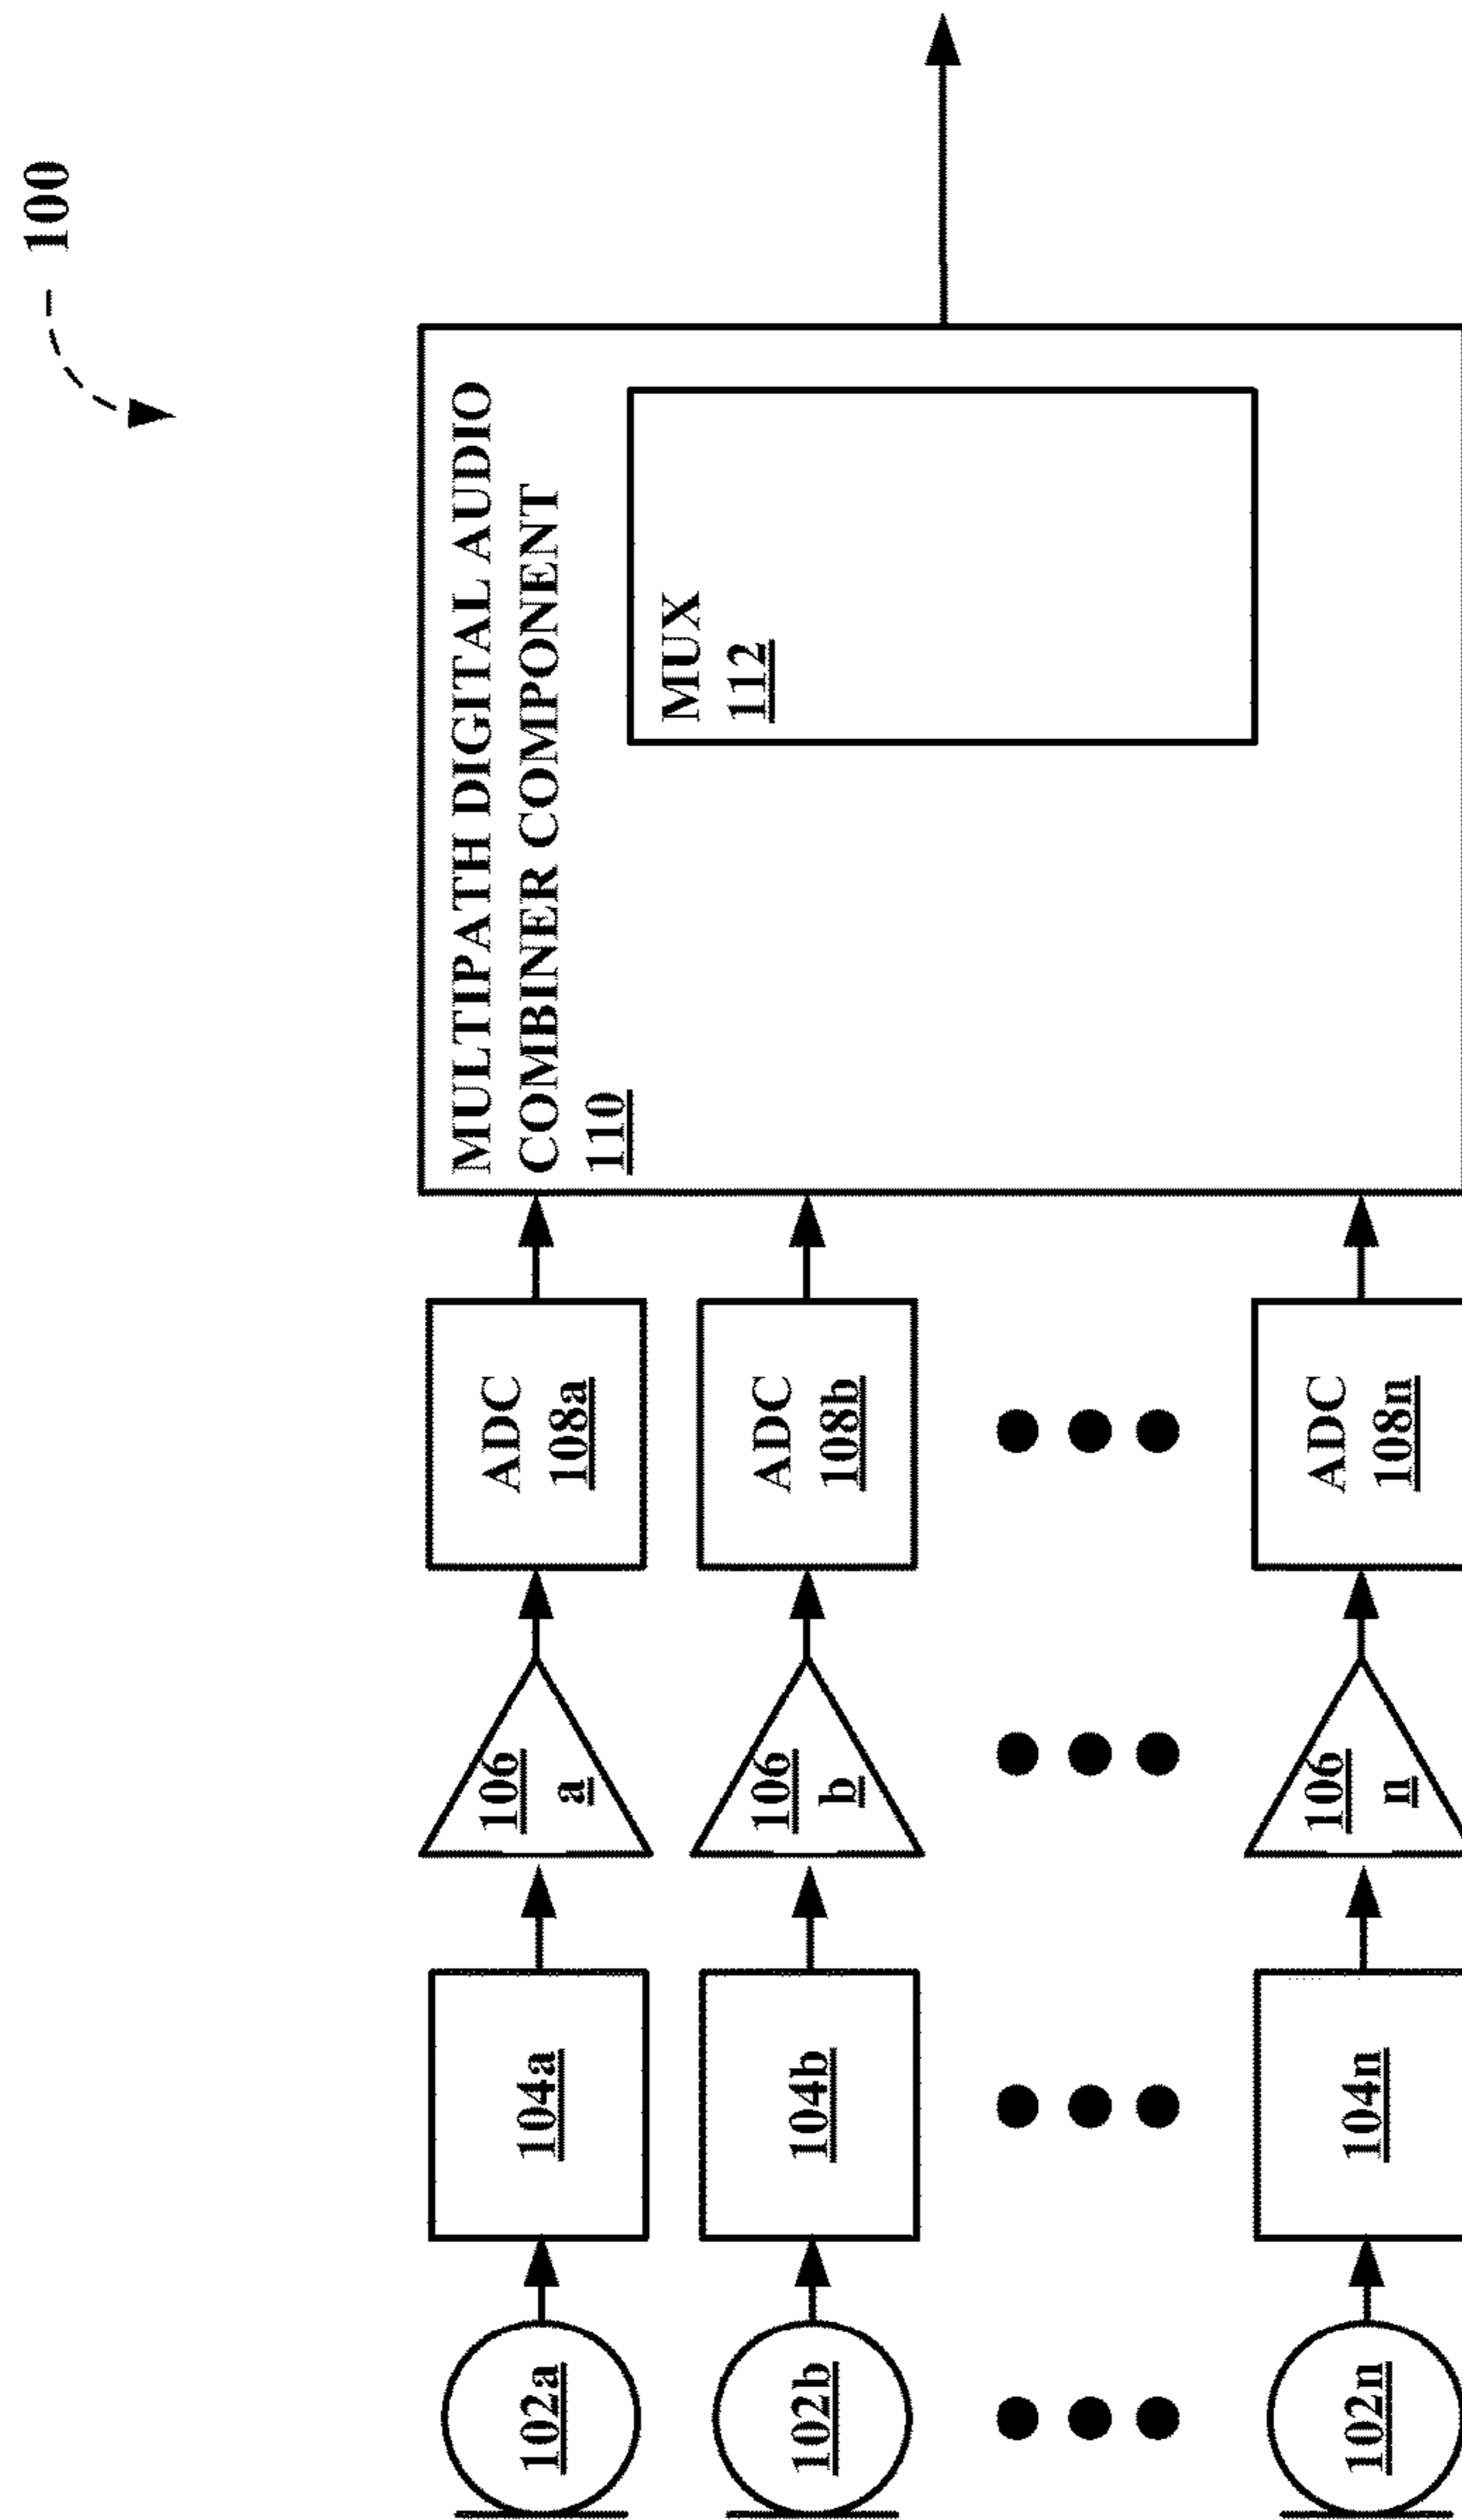 100
MULTIPATH DIGITAL AUDIO
COMBINER COMPONENT
110
MUX
112
102a
104a
106
a
ADC
108a
102b
104b
106
b
ADC
108b
102n
104n
106
n
ADC
108n